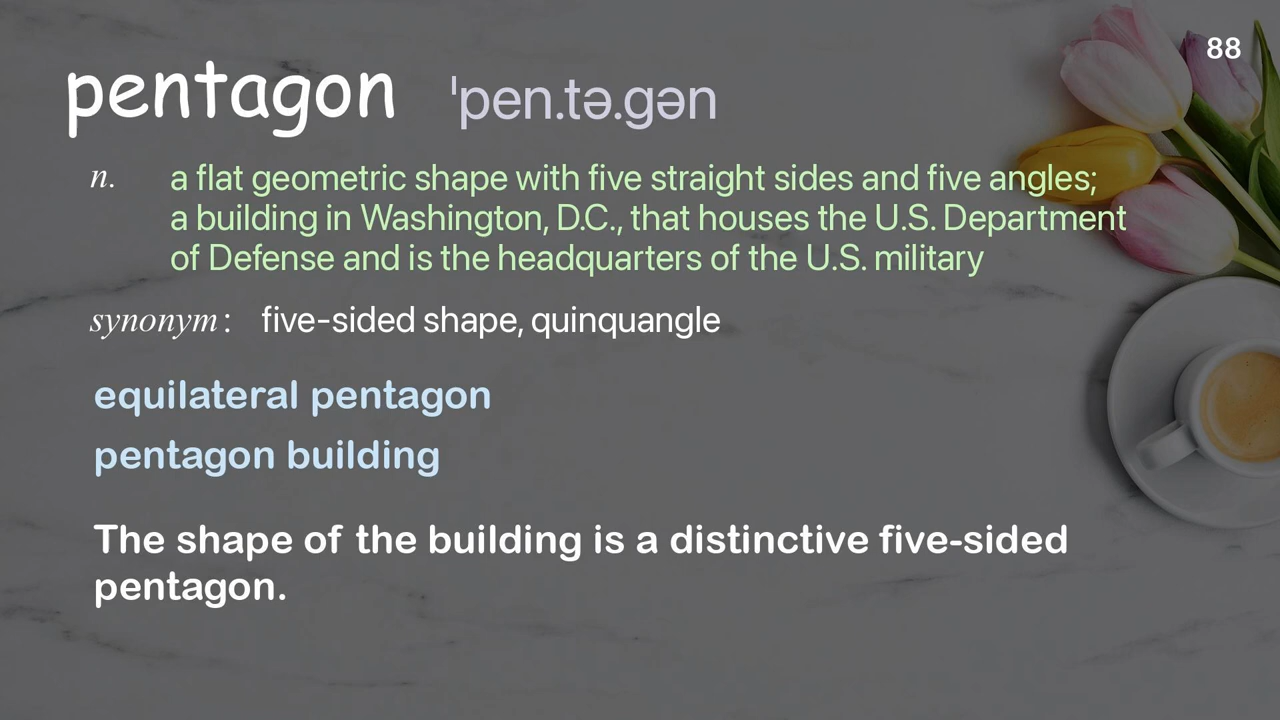 88
pentagon ˈpen.tə.gən
n. a flat geometric shape with five straight sides and five angles;
a building in Washington, D.C., that houses the U.S. Department
of Defense and is the headquarters of the U.S. military
synonym: five-sided shape, quinquangle
equilateral pentagon
pentagon building
The shape of the building is a distinctive five-sided
pentagon.